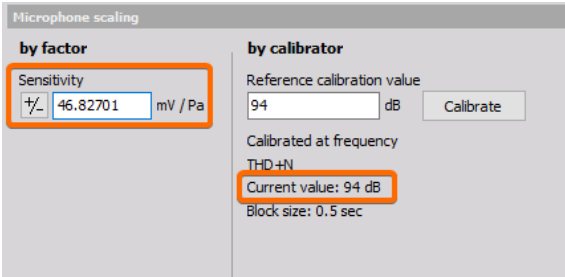 Microphone scaling
by factor
Sensitivity
+/- 46.82701 mV / Pa
by calibrator
Reference calibration value
94 dB Calibrate
Calibrated at frequency
THD+N
Current value: 94 dB
Block size: 0.5 sec